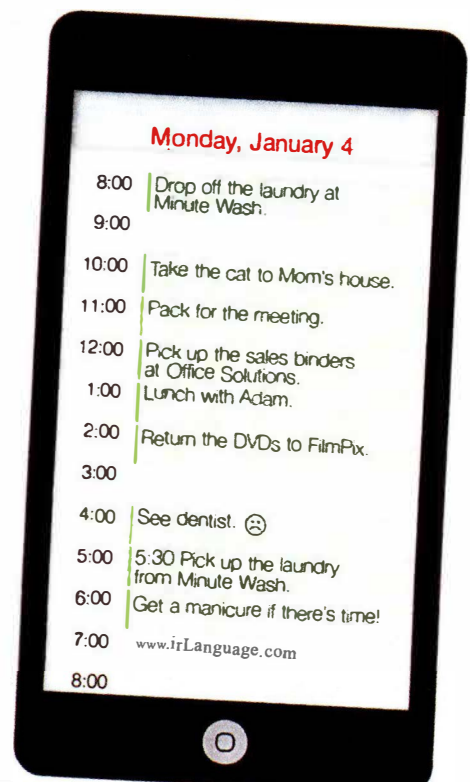 Monday, January 4
8:00 Drop off the laundry at
Minute Wash.
9:00
10:00 Take the cat to Mom's house.
11:00 Pack for the meeting.
12:00 Pick up the sales binders
at Office Solutions.
1:00 Lunch with Adam.
2:00 Return the DVDs to FilmPix.
3:00
4:00 See dentist. ☹
5:00 5:30 Pick up the laundry
from Minute Wash.
6:00 Get a manicure if there's time!
7:00 www.irLanguage.com
8:00